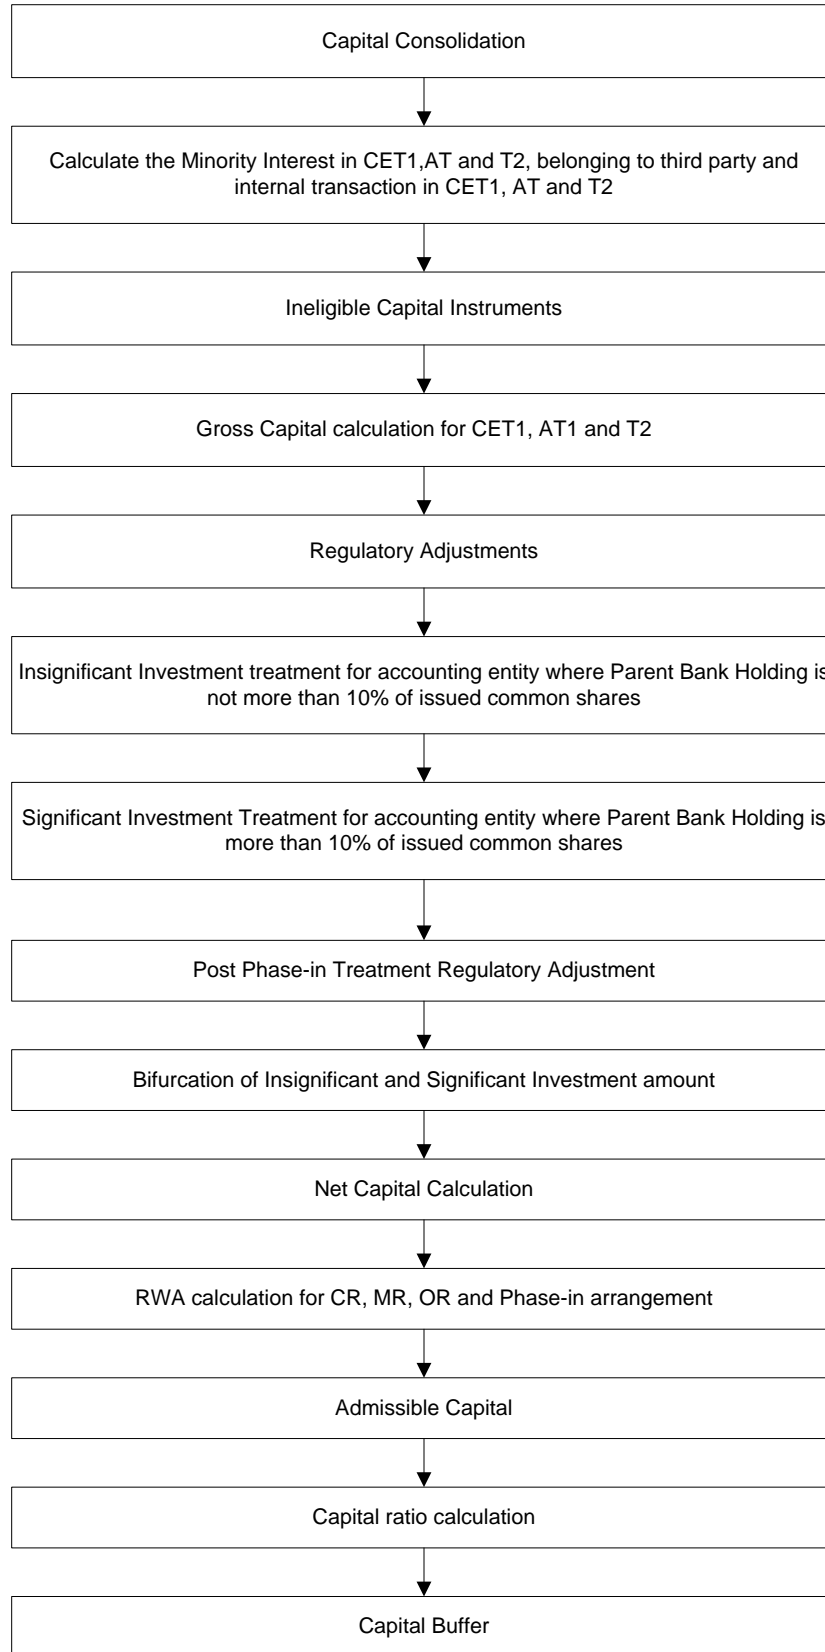 Capital Consolidation
Calculate the Minority Interest in CET1,AT and T2, belonging to third party and
internal transaction in CET1, AT and T2
Ineligible Capital Instruments
Gross Capital calculation for CET1, AT1 and T2
Regulatory Adjustments
Insignificant Investment treatment for accounting entity where Parent Bank Holding is
not more than 10% of issued common shares
Significant Investment Treatment for accounting entity where Parent Bank Holding is
more than 10% of issued common shares
Post Phase-in Treatment Regulatory Adjustment
Bifurcation of Insignificant and Significant Investment amount
Net Capital Calculation
RWA calculation for CR, MR, OR and Phase-in arrangement
Admissible Capital
Capital ratio calculation
Capital Buffer